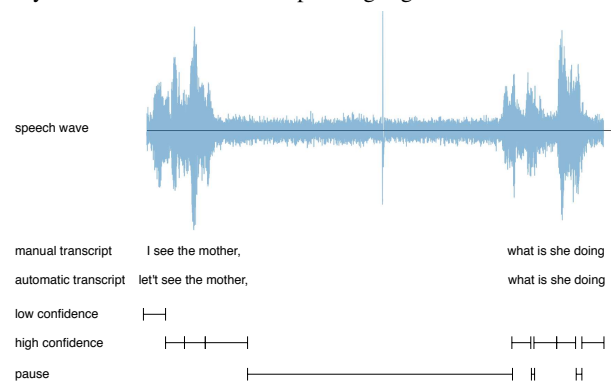 speech wave
manual transcript I see the mother, what is she doing
automatic transcript let't see the mother, what is she doing
low confidence
high confidence
pause